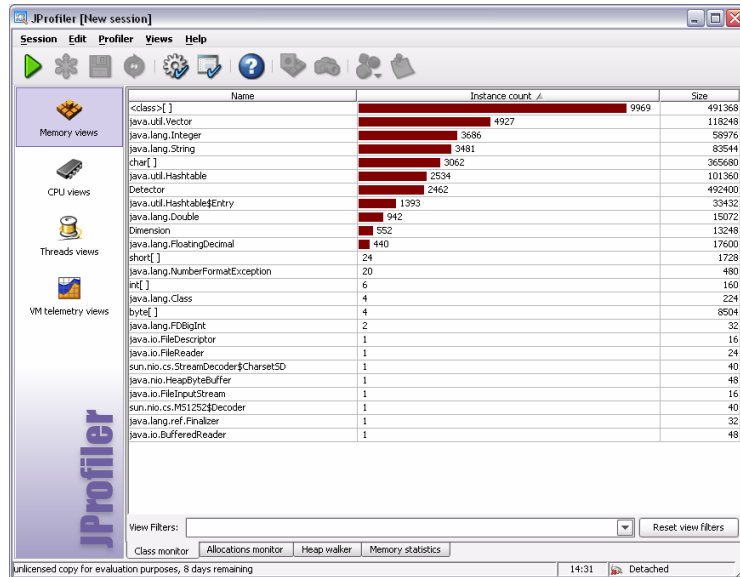 JProfiler [New session]
Session Edit Profiler Views Help
Memory views
CPU views
Threads views
VM telemetry views
JProfiler
Name Instance count Size
<class>[ ] 9969 491368
java.util.Vector 4927 118248
java.lang.Integer 3686 58976
java.lang.String 3481 83544
char[ ] 3062 365680
java.util.Hashtable 2534 101360
Detector 2462 492400
java.util.Hashtable$Entry 1393 33432
java.lang.Double 942 15072
Dimension 552 13248
java.lang.FloatingDecimal 440 17600
short[ ] 24 1728
java.lang.NumberFormatException 20 480
int[ ] 6 160
java.lang.Class 4 224
byte[ ] 4 8504
java.lang.FDBigInt 2 32
java.io.FileDescriptor 1 16
java.io.FileReader 1 24
sun.nio.cs.StreamDecoder$CharsetSD 1 40
java.nio.HeapByteBuffer 1 48
java.io.FileInputStream 1 16
sun.nio.cs.MS1252$Decoder 1 40
java.lang.ref.Finalizer 1 32
java.io.BufferedReader 1 48
View Filters: Reset view filters
Class monitor Allocations monitor Heap walker Memory statistics
unlicensed copy for evaluation purposes, 8 days remaining 14:31 Detached